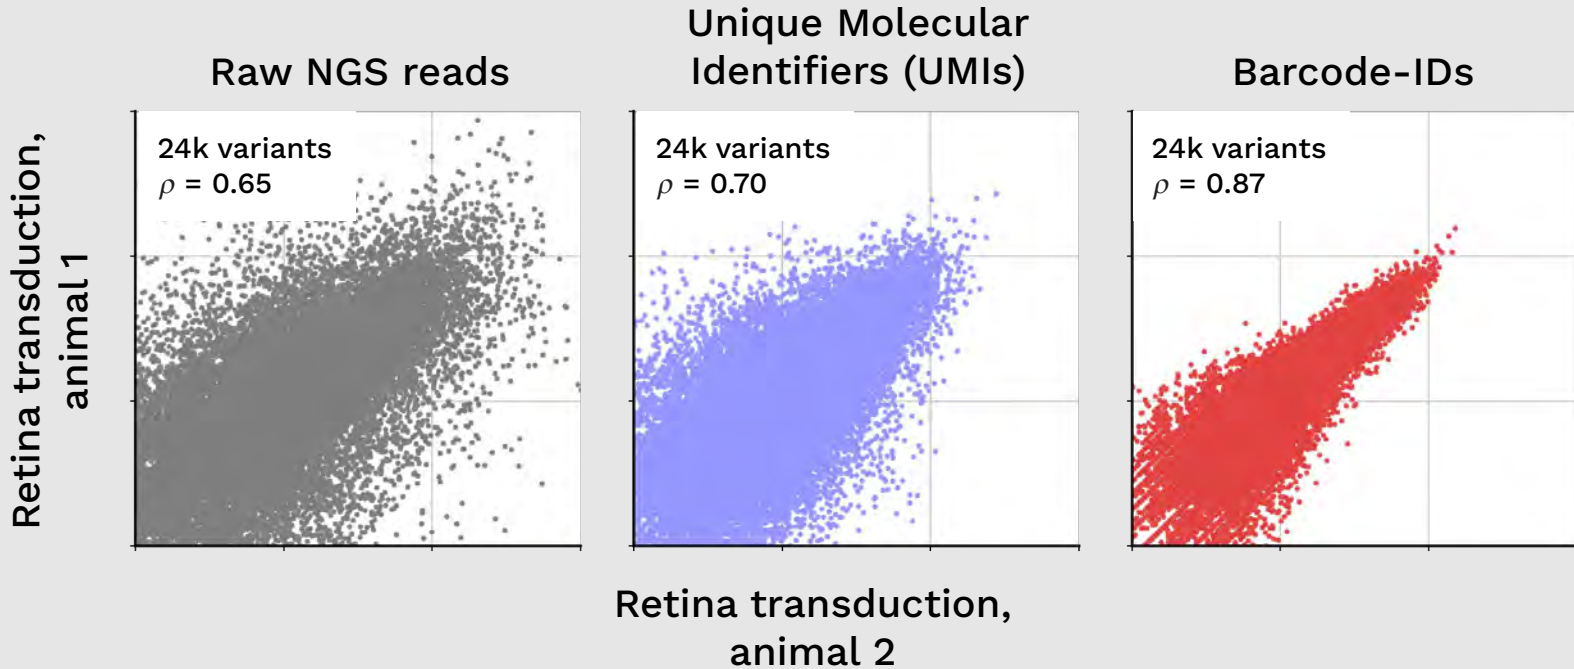 Raw NGS reads
Unique Molecular
Identifiers (UMIs)
Barcode-IDs
Retina transduction,
animal 1
24k variants
ρ = 0.65
24k variants
ρ = 0.70
24k variants
ρ = 0.87
Retina transduction,
animal 2